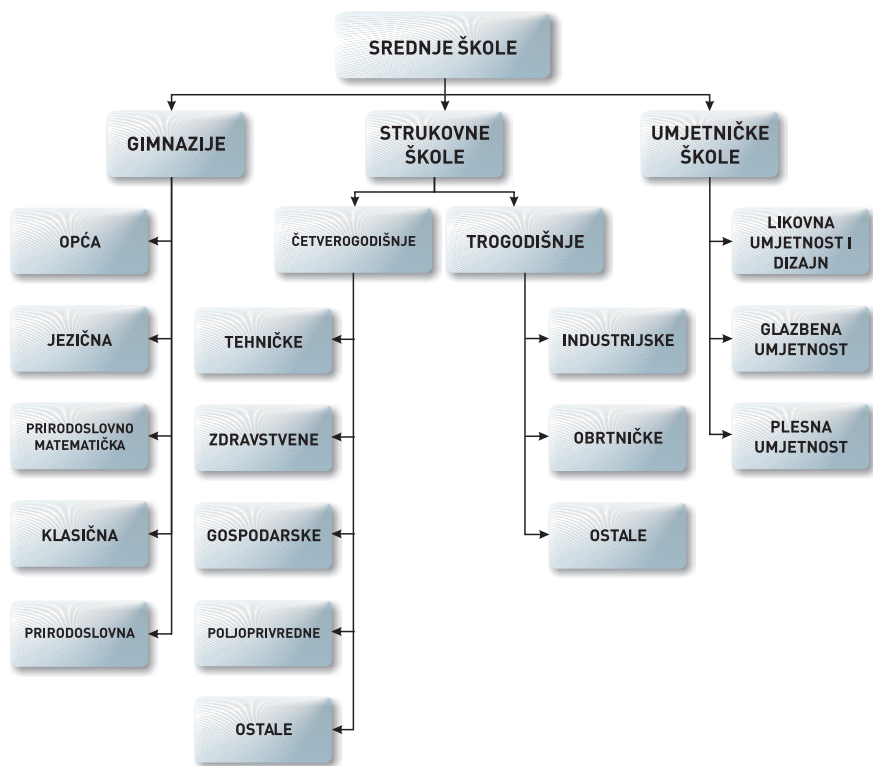 SREDNJE ŠKOLE
GIMNAZIJE
STRUKOVNE
ŠKOLE
UMJETNIČKE
ŠKOLE
OPĆA
JEZIČNA
PRIRODOSLOVNO
MATEMATIČKA
KLASIČNA
PRIRODOSLOVNA
ČETVEROGODIŠNJE
TEHNIČKE
ZDRAVSTVENE
GOSPODARSKE
POLJOPRIVREDNE
OSTALE
TROGODIŠNJE
INDUSTRIJSKE
OBRTNIČKE
OSTALE
LIKOVNA
UMJETNOST I
DIZAJN
GLAZBENA
UMJETNOST
PLESNA
UMJETNOST